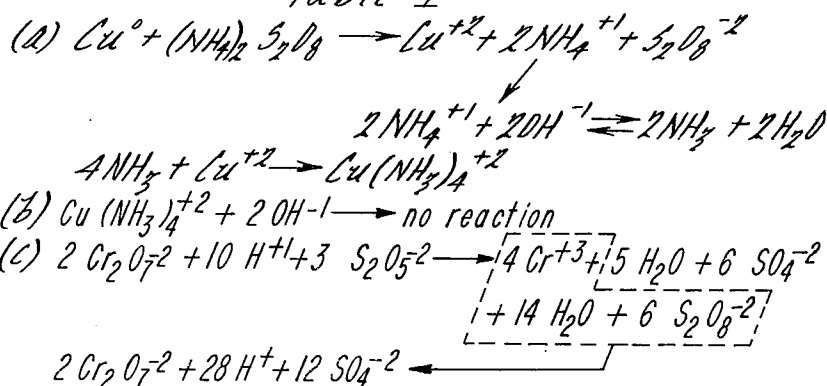 Table I
(a) Cu° + (NH₄)₂ S₂O₈ → Cu⁺² + 2NH₄⁺¹ + S₂O₈⁻²
2NH₄⁺¹ + 2OH⁻¹ ⇌ 2NH₃ + 2H₂O
4NH₃ + Cu⁺² → Cu(NH₃)₄⁺²
(b) Cu (NH₃)₄⁺² + 2 OH⁻¹ → no reaction
(c) 2 Cr₂O₇⁻² + 10 H⁺¹ + 3 S₂O₅⁻² → 4 Cr⁺³ + 5 H₂O + 6 SO₄⁻²
+ 14 H₂O + 6 S₂O₈⁻²
2 Cr₂O₇⁻² + 28 H⁺ + 12 SO₄⁻² ←